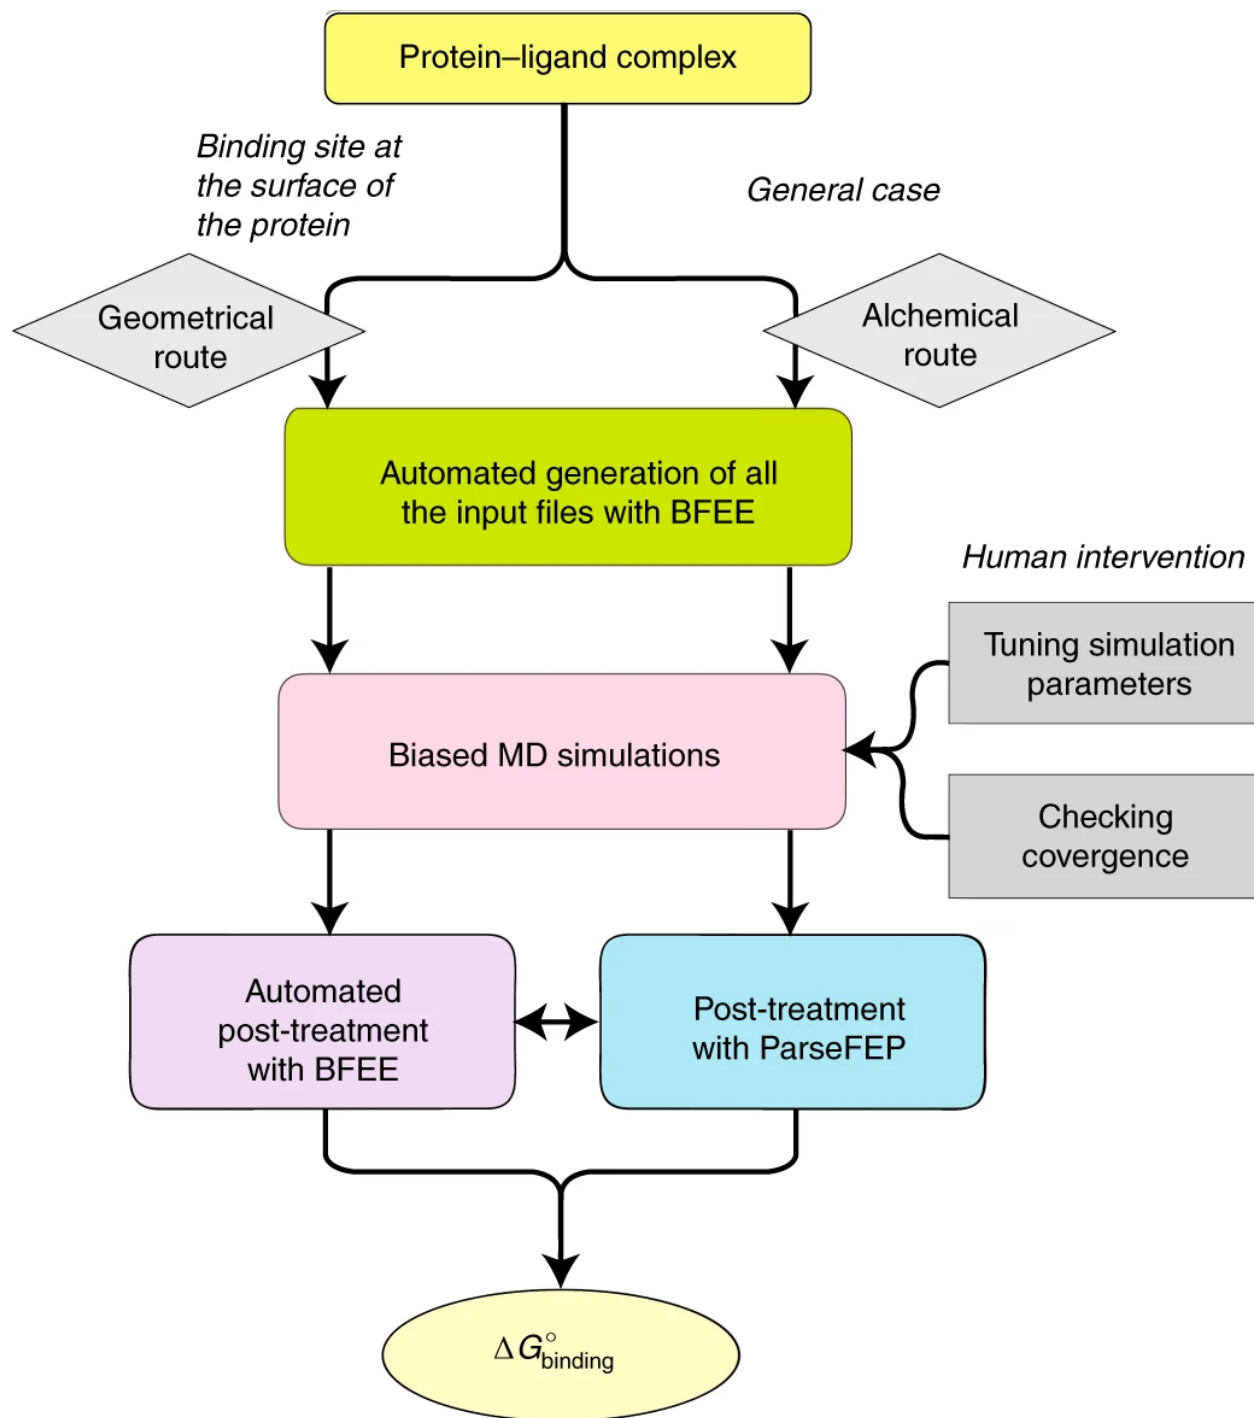 Protein–ligand complex
Binding site at
the surface of
the protein
General case
Geometrical
route
Alchemical
route
Automated generation of all
the input files with BFEE
Human intervention
Tuning simulation
parameters
Biased MD simulations
Checking
covergence
Automated
post-treatment
with BFEE
Post-treatment
with ParseFEP
ΔG°binding